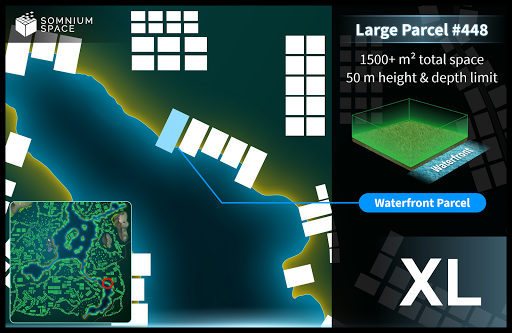 SOMNIUM
SPACE
Large Parcel #448
1500+ m² total space
50 m height & depth limit
Waterfront
Waterfront Parcel
XL